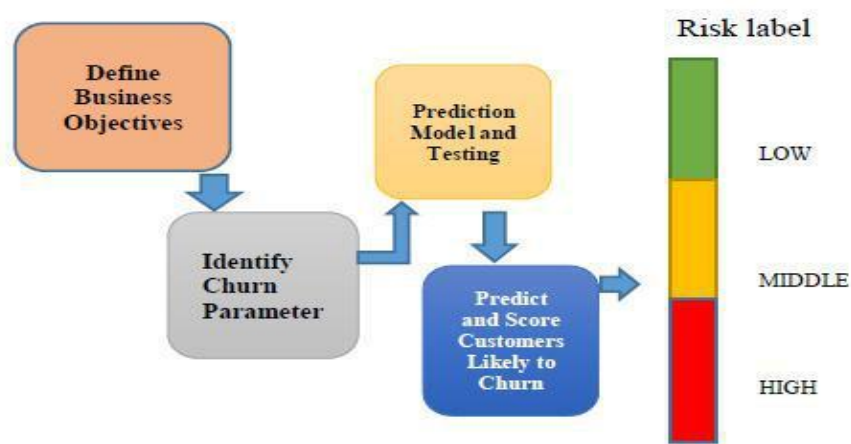 Define
Business
Objectives
Identify
Churn
Parameter
Prediction
Model and
Testing
Predict
and Score
Customers
Likely to
Churn
Risk label
LOW
MIDDLE
HIGH